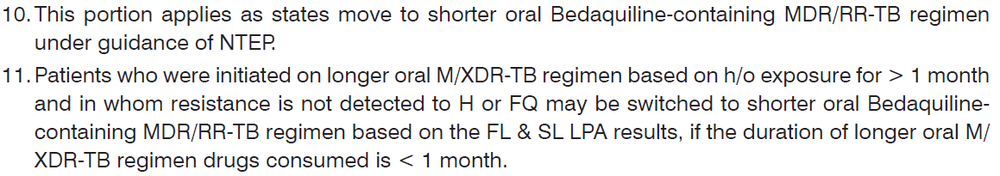 10. This portion applies as states move to shorter oral Bedaquiline-containing MDR/RR-TB regimen
under guidance of NTEP.
11. Patients who were initiated on longer oral M/XDR-TB regimen based on h/o exposure for > 1 month
and in whom resistance is not detected to H or FQ may be switched to shorter oral Bedaquiline-
containing MDR/RR-TB regimen based on the FL & SL LPA results, if the duration of longer oral M/
XDR-TB regimen drugs consumed is < 1 month.